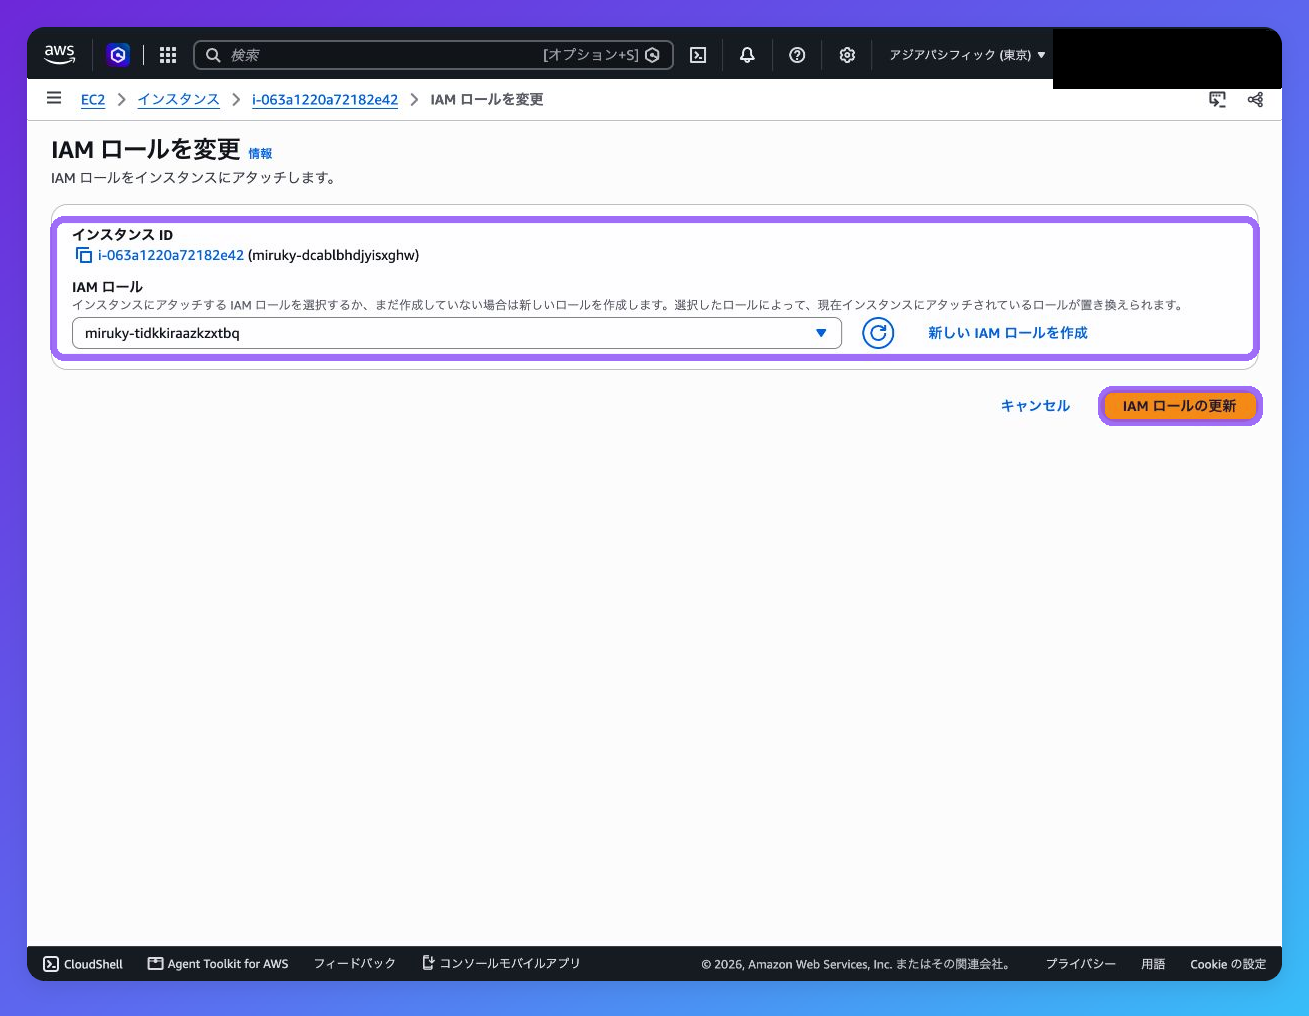 aws
検索
[オプション+S]
アジアパシフィック (東京) ▼
EC2 > インスタンス > i-063a1220a72182e42 > IAM ロールを変更
IAM ロールを変更 情報
IAM ロールをインスタンスにアタッチします。
インスタンス ID
i-063a1220a72182e42 (miruky-dcablbhdjyisxghw)
IAM ロール
インスタンスにアタッチする IAM ロールを選択するか、まだ作成していない場合は新しいロールを作成します。選択したロールによって、現在インスタンスにアタッチされているロールが置き換えられます。
miruky-tidkkiraazkzxtbq
新しい IAM ロールを作成
キャンセル
IAM ロールの更新
CloudShell
Agent Toolkit for AWS
フィードバック
コンソールモバイルアプリ
© 2026, Amazon Web Services, Inc. またはその関連会社。
プライバシー
用語
Cookie の設定